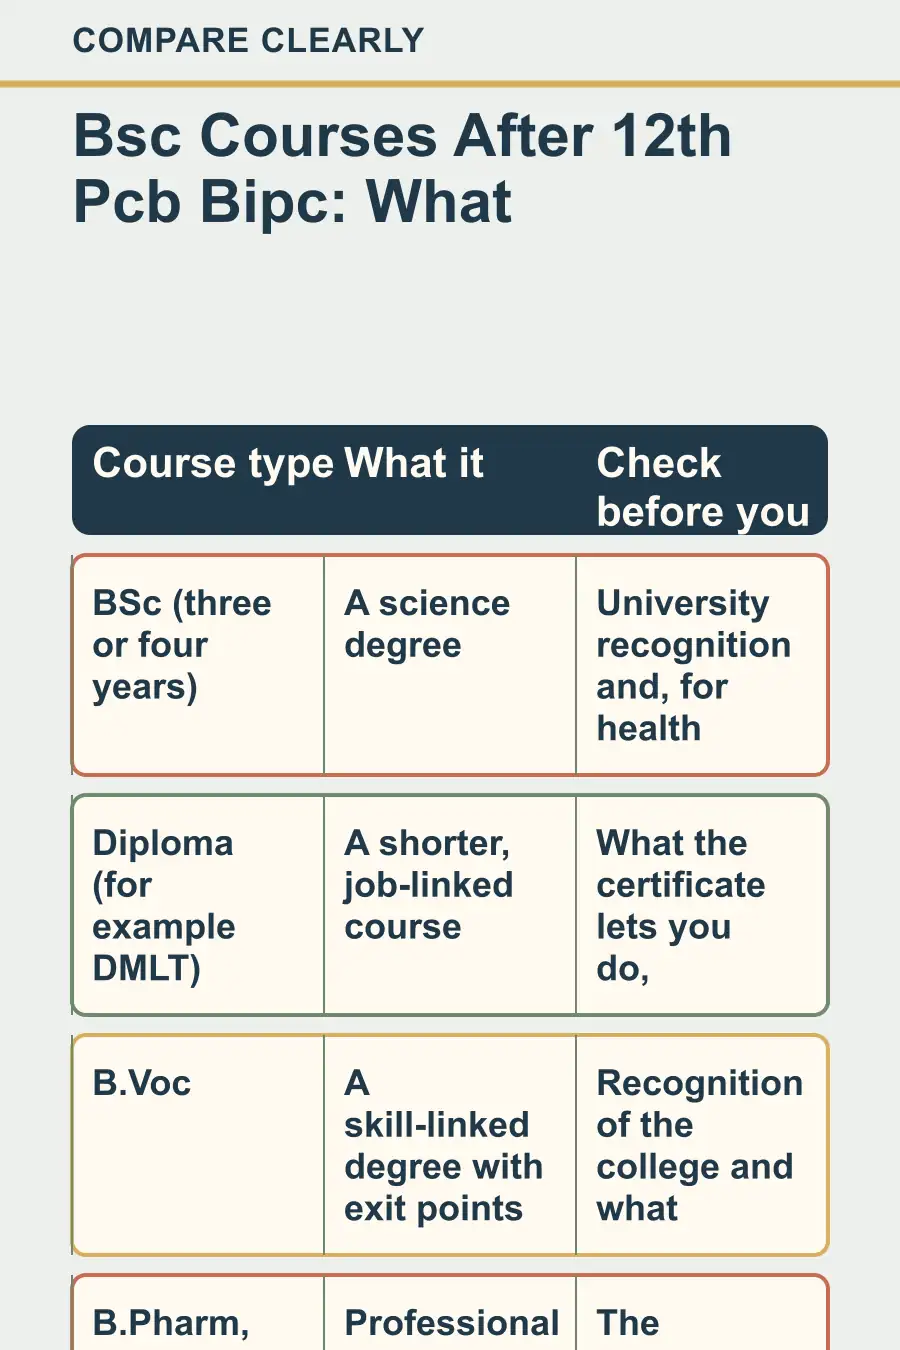 COMPARE CLEARLY
Bsc Courses After 12th
Pcb Bipc: What
Course type What it
Check
before you
BSc (three
or four
years)
A science
degree
University
recognition
and, for
health
Diploma
(for
example
DMLT)
A shorter,
job-linked
course
What the
certificate
lets you
do,
B.Voc
A
skill-linked
degree with
exit points
Recognition
of the
college and
what
B.Pharm,
Professional
The